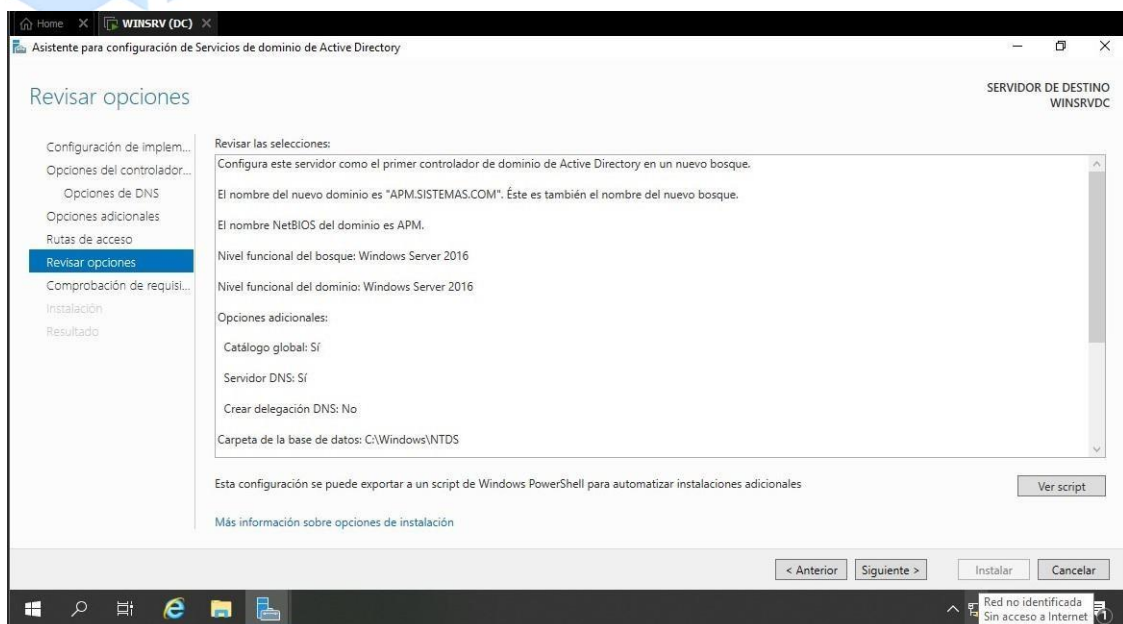 Home
WINSRV (DC)
Asistente para configuración de Servicios de dominio de Active Directory
Revisar opciones
SERVIDOR DE DESTINO
WINSRVDC
Configuración de implem...
Opciones del controlador...
Opciones de DNS
Opciones adicionales
Rutas de acceso
Revisar opciones
Comprobación de requisi...
Instalación
Resultado
Revisar las selecciones:
Configura este servidor como el primer controlador de dominio de Active Directory en un nuevo bosque.
El nombre del nuevo dominio es "APM.SISTEMAS.COM". Éste es también el nombre del nuevo bosque.
El nombre NetBIOS del dominio es APM.
Nivel funcional del bosque: Windows Server 2016
Nivel funcional del dominio: Windows Server 2016
Opciones adicionales:
Catálogo global: Sí
Servidor DNS: Sí
Crear delegación DNS: No
Carpeta de la base de datos: C:\Windows\NTDS
Esta configuración se puede exportar a un script de Windows PowerShell para automatizar instalaciones adicionales
Ver script
Más información sobre opciones de instalación
< Anterior
Siguiente >
Instalar
Cancelar
Red no identificada
Sin acceso a Internet
1